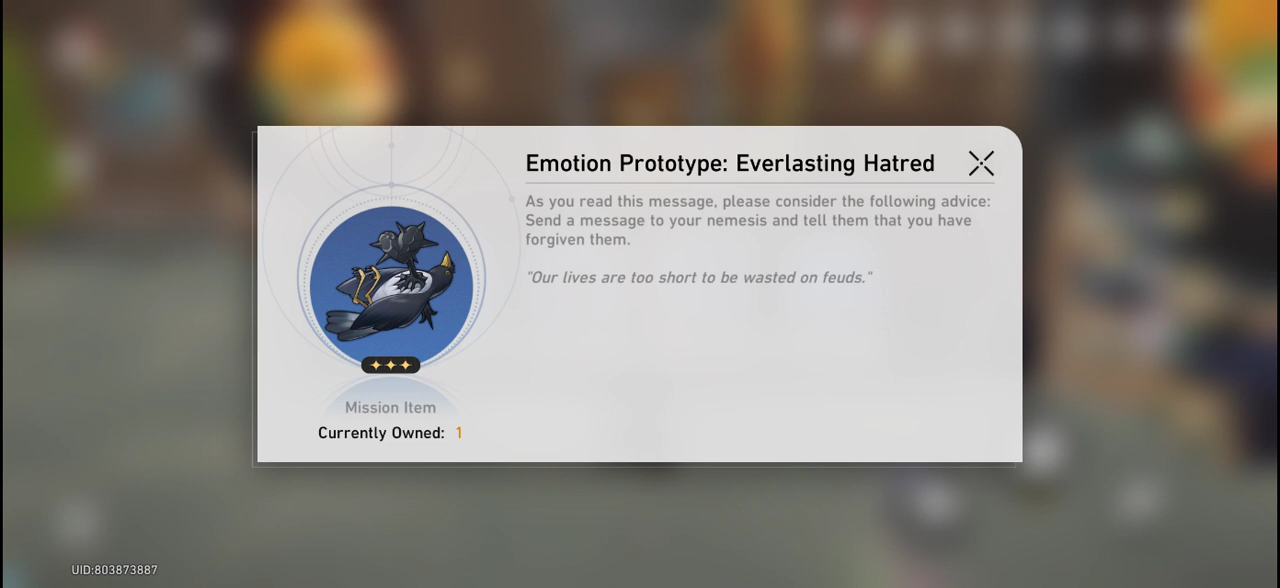 Emotion Prototype: Everlasting Hatred
As you read this message, please consider the following advice:
Send a message to your nemesis and tell them that you have
forgiven them.
"Our lives are too short to be wasted on feuds."
Mission Item
Currently Owned: 1
UID:803873887